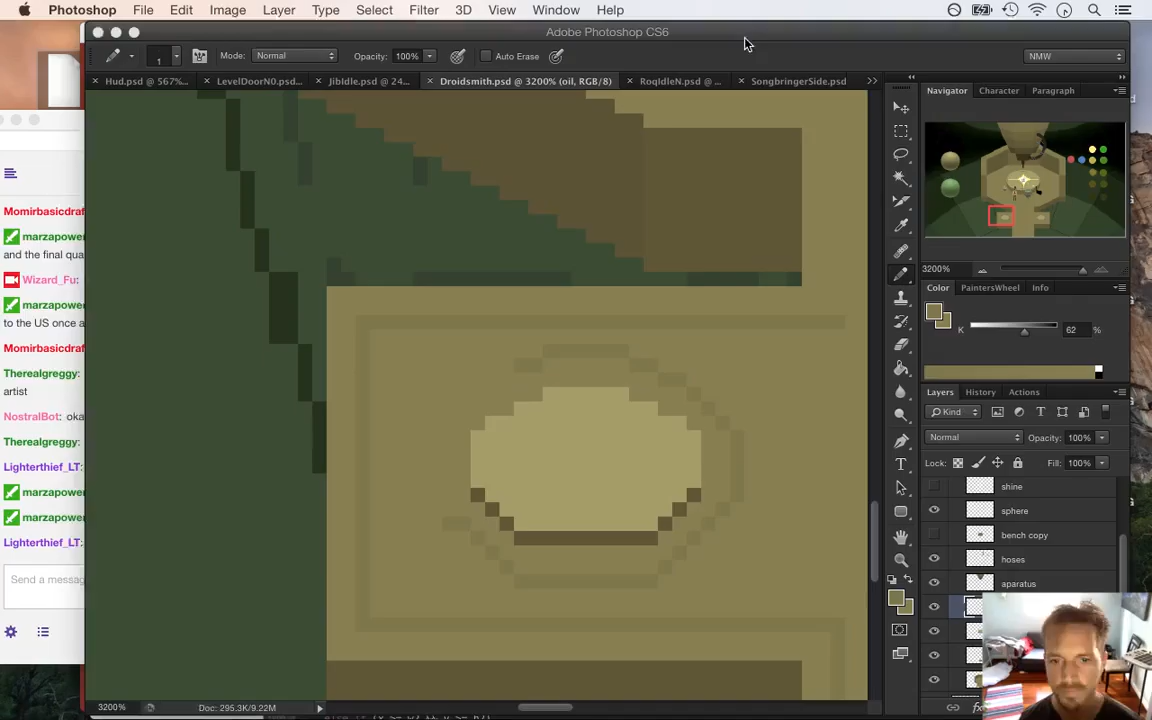 Photoshop File Edit Image Layer Type Select Filter 3D View Window Help
Adobe Photoshop CS6
1 Mode: Normal Opacity: 100% Auto Erase NMW
× Hud.psd @ 567%... × LevelDoorN0.psd... × JibIdle.psd @ 24... × Droidsmith.psd @ 3200% (oil, RGB/8) × RoqIdleN.psd @ ... × SongbringerSide.psd
Navigator Character Paragraph
3200%
Color PaintersWheel Info
K 62 %
Layers History Actions
Kind
Normal Opacity: 100%
Lock: Fill: 100%
shine
sphere
bench copy
hoses
aparatus
fx
Momirbasicdraf
marzapower
and the final qua
Wizard_Fu:
marzapower
to the US once a
Momirbasicdraf
Therealgreggy:
artist
NostralBot: oka
Therealgreggy:
Lighterthief_LT:
marzapower
marzapower
Lighterthief_LT:
Send a messag
3200% Doc: 295.3K/9.22M